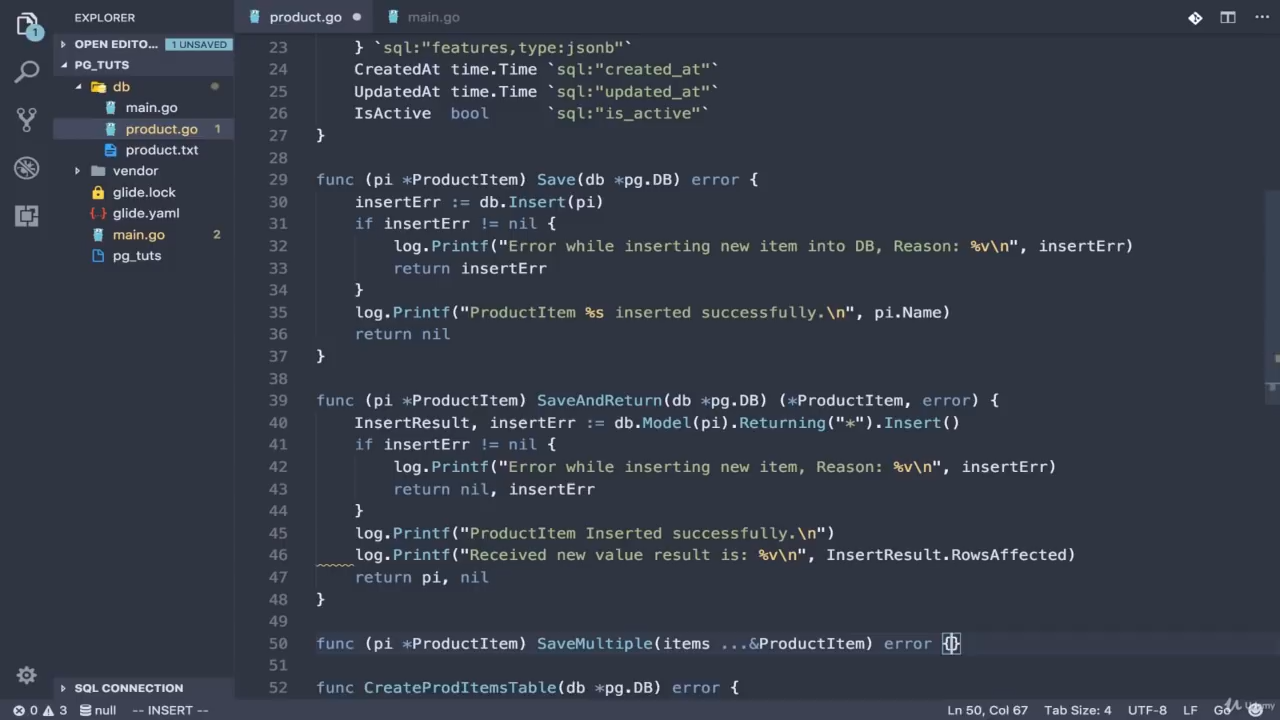 EXPLORER
product.go
main.go
OPEN EDITO... 1 UNSAVED
PG_TUTS
db
main.go
product.go 1
product.txt
vendor
glide.lock
glide.yaml
main.go 2
pg_tuts
SQL CONNECTION
1
23 } `sql:"features,type:jsonb"`
24 CreatedAt time.Time `sql:"created_at"`
25 UpdatedAt time.Time `sql:"updated_at"`
26 IsActive bool `sql:"is_active"`
27 }
28
29 func (pi *ProductItem) Save(db *pg.DB) error {
30 insertErr := db.Insert(pi)
31 if insertErr != nil {
32 log.Printf("Error while inserting new item into DB, Reason: %v\n", insertErr)
33 return insertErr
34 }
35 log.Printf("ProductItem %s inserted successfully.\n", pi.Name)
36 return nil
37 }
38
39 func (pi *ProductItem) SaveAndReturn(db *pg.DB) (*ProductItem, error) {
40 InsertResult, insertErr := db.Model(pi).Returning("*").Insert()
41 if insertErr != nil {
42 log.Printf("Error while inserting new item, Reason: %v\n", insertErr)
43 return nil, insertErr
44 }
45 log.Printf("ProductItem Inserted successfully.\n")
46 log.Printf("Received new value result is: %v\n", InsertResult.RowsAffected)
47 return pi, nil
48 }
49
50 func (pi *ProductItem) SaveMultiple(items ...&ProductItem) error {}
51
52 func CreateProdItemsTable(db *pg.DB) error {
0 3 null -- INSERT -- Ln 50, Col 67 Tab Size: 4 UTF-8 LF Go
Udemy